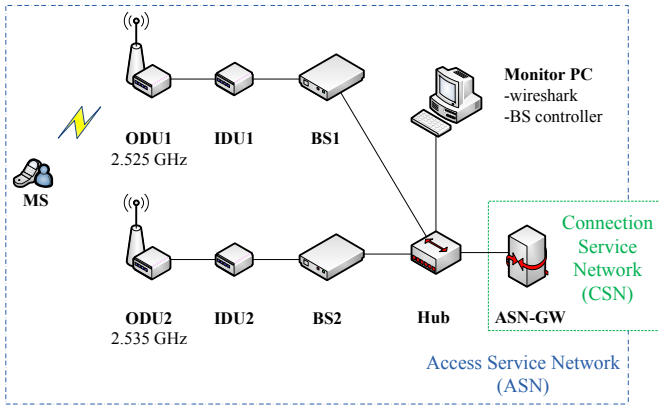 Monitor PC
-wireshark
-BS controller
ODU1
IDU1
BS1
2.525 GHz
MS
Connection
Service
Network
(CSN)
ODU2
IDU2
BS2
Hub
ASN-GW
2.535 GHz
Access Service Network
(ASN)